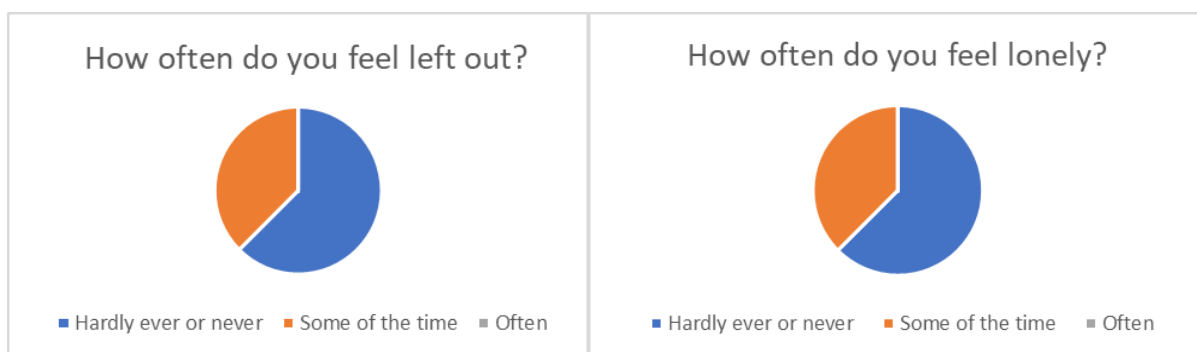 How often do you feel left out?
Hardly ever or never Some of the time Often
How often do you feel lonely?
Hardly ever or never Some of the time Often